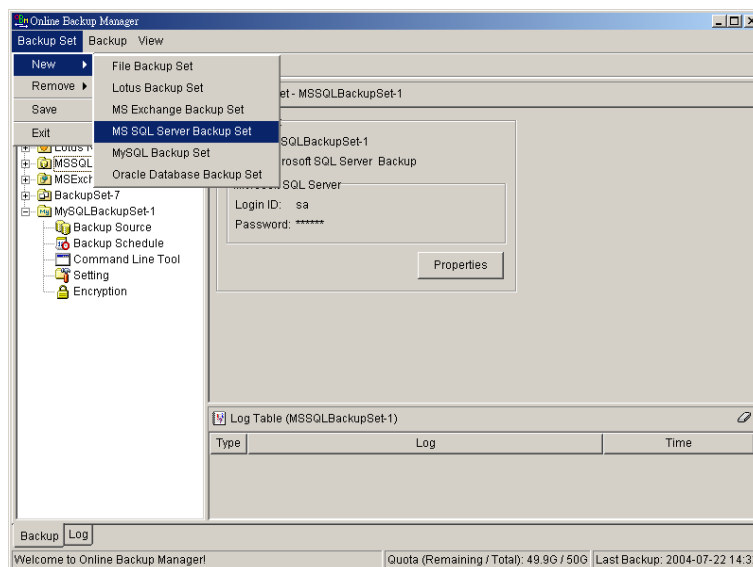 Online Backup Manager
Backup Set Backup View
New
Remove
Save
Exit
File Backup Set
Lotus Backup Set
MS Exchange Backup Set
MS SQL Server Backup Set
MySQL Backup Set
Oracle Database Backup Set
et - MSSQLBackupSet-1
SQLBackupSet-1
rosoft SQL Server Backup
SQL Server
Login ID: sa
Password: ******
Properties
Lotus N
MSSQL
MSExch
BackupSet-7
MySQLBackupSet-1
Backup Source
Backup Schedule
Command Line Tool
Setting
Encryption
Log Table (MSSQLBackupSet-1)
Type Log Time
Backup Log
Welcome to Online Backup Manager! Quota (Remaining / Total): 49.9G / 50G Last Backup: 2004-07-22 14:3